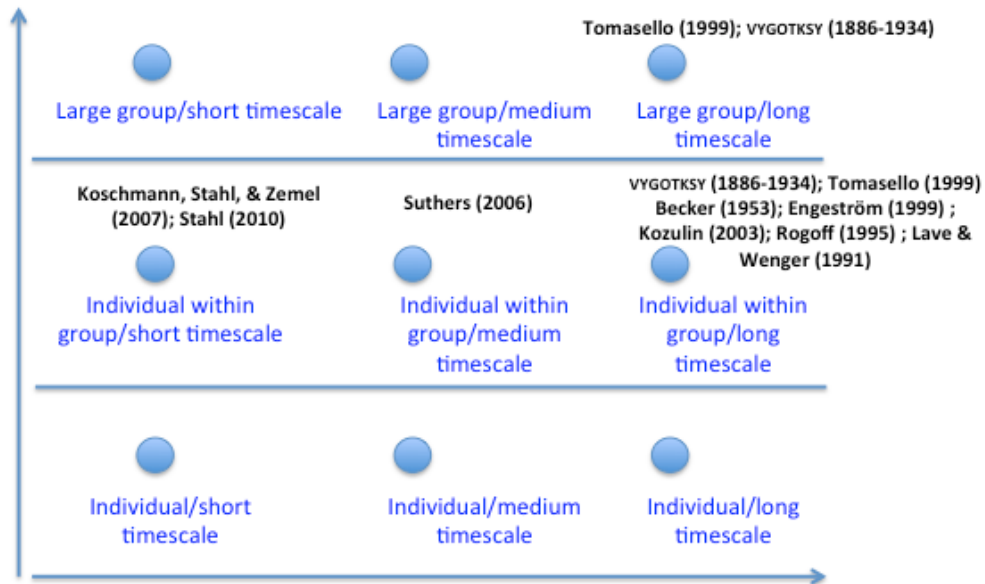 Tomasello (1999); VYGOTKSY (1886-1934)
Large group/short timescale
Large group/medium
timescale
Large group/long
timescale
Koschmann, Stahl, & Zemel
(2007); Stahl (2010)
Suthers (2006)
VYGOTKSY (1886-1934); Tomasello (1999)
Becker (1953); Engeström (1999) ;
Kozulin (2003); Rogoff (1995) ; Lave &
Wenger (1991)
Individual within
group/short timescale
Individual within
group/medium
timescale
Individual within
group/long
timescale
Individual/short
timescale
Individual/medium
timescale
Individual/long
timescale